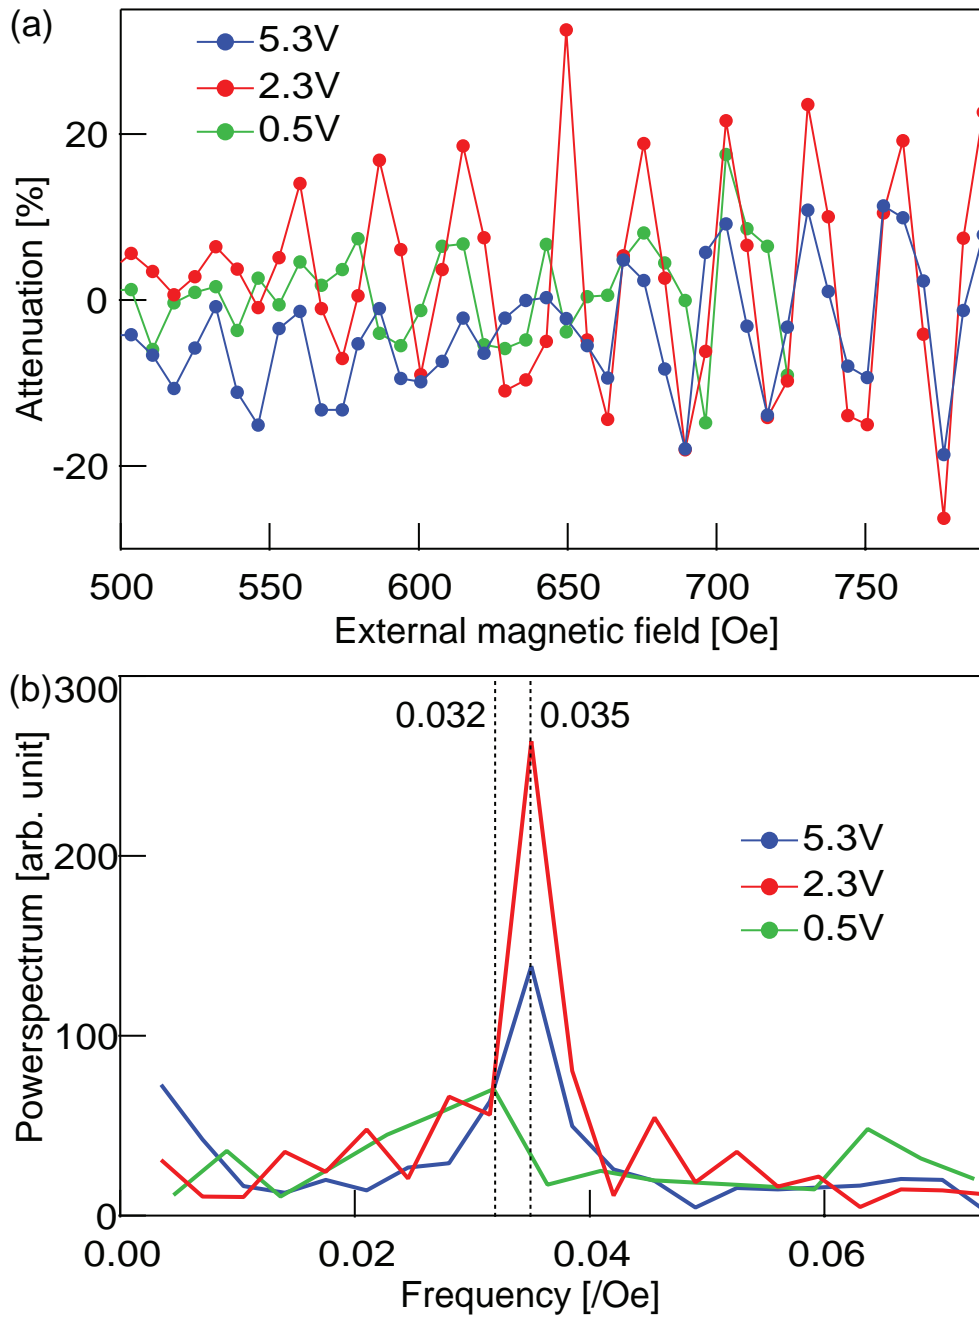 (a)
5.3V
2.3V
0.5V
20
0
-20
Attenuation [%]
500 550 600 650 700 750
External magnetic field [Oe]
(b)
300
200
100
0
Powerspectrum [arb. unit]
0.032 0.035
5.3V
2.3V
0.5V
0.00 0.02 0.04 0.06
Frequency [/Oe]